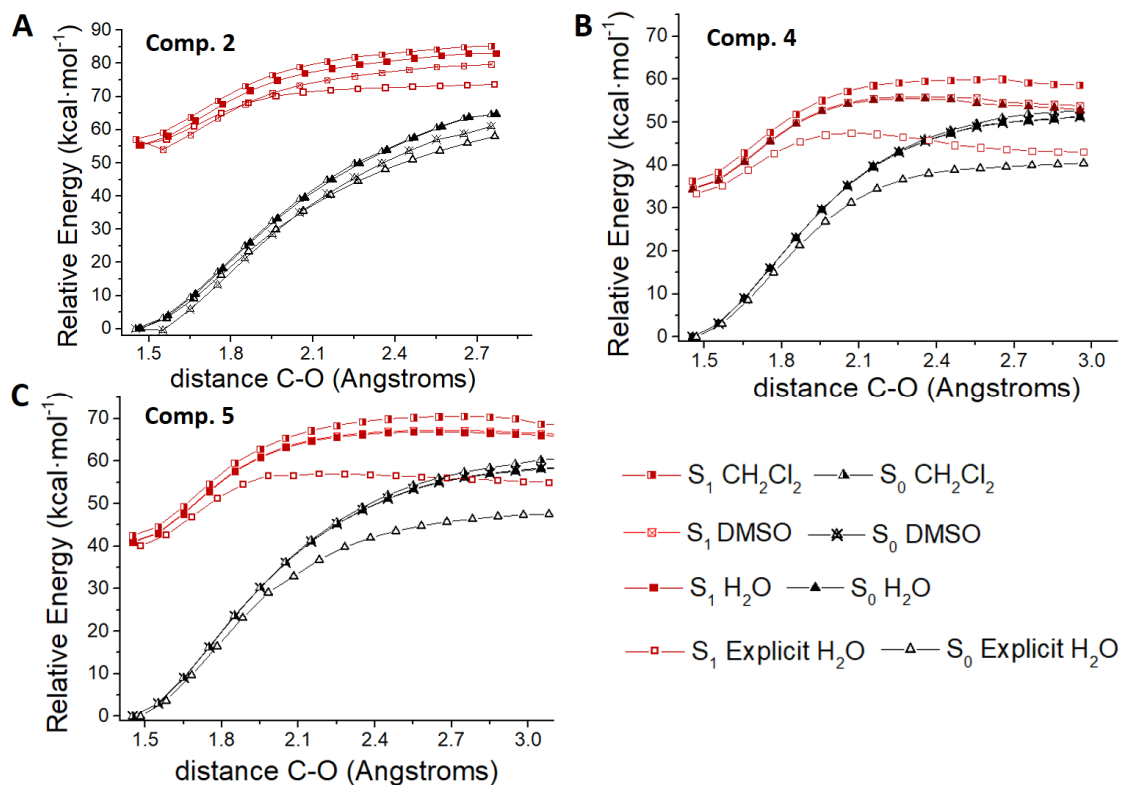 A
Comp. 2
Relative Energy (kcal·mol⁻¹)
90
80
70
60
50
40
30
20
10
0
1.5 1.8 2.1 2.4 2.7
distance C-O (Angstroms)
B
Comp. 4
Relative Energy (kcal·mol⁻¹)
70
60
50
40
30
20
10
0
1.5 1.8 2.1 2.4 2.7 3.0
distance C-O (Angstroms)
C
Comp. 5
Relative Energy (kcal·mol⁻¹)
70
60
50
40
30
20
10
0
1.5 1.8 2.1 2.4 2.7 3.0
distance C-O (Angstroms)
S₁ CH₂Cl₂ S₀ CH₂Cl₂
S₁ DMSO S₀ DMSO
S₁ H₂O S₀ H₂O
S₁ Explicit H₂O S₀ Explicit H₂O